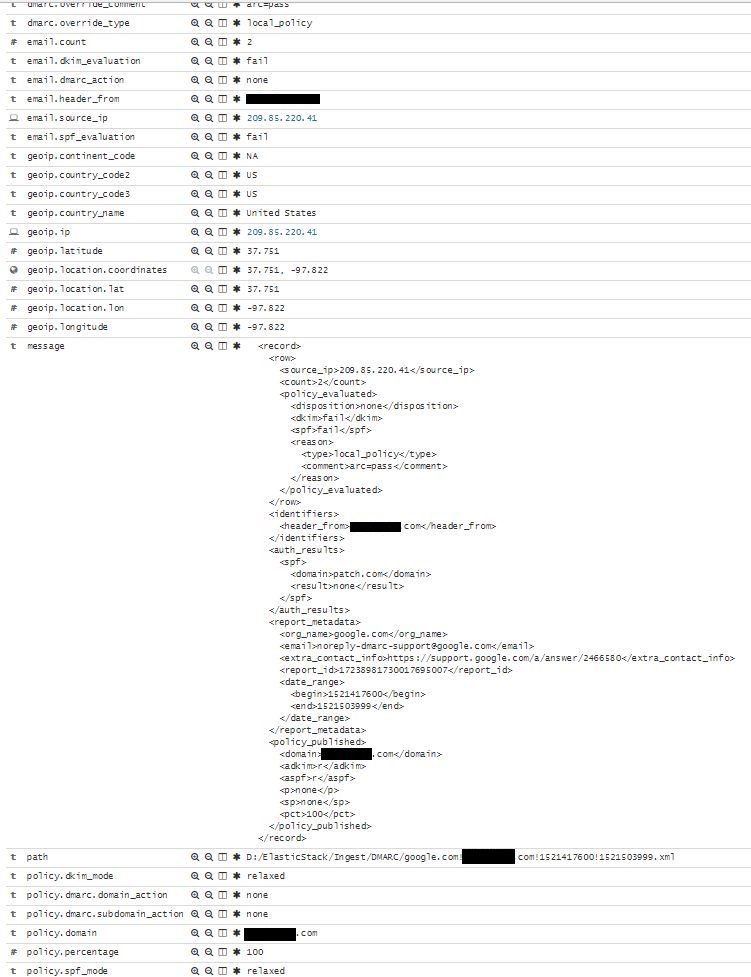 t dmarc.override_comment arc=pass
t dmarc.override_type local_policy
# email.count 2
t email.dkim_evaluation fail
t email.dmarc_action none
t email.header_from
email.source_ip 209.85.220.41
t email.spf_evaluation fail
t geoip.continent_code NA
t geoip.country_code2 US
t geoip.country_code3 US
t geoip.country_name United States
geoip.ip 209.85.220.41
# geoip.latitude 37.751
geoip.location.coordinates 37.751, -97.822
# geoip.location.lat 37.751
# geoip.location.lon -97.822
# geoip.longitude -97.822
t message <record>
<row>
<source_ip>209.85.220.41</source_ip>
<count>2</count>
<policy_evaluated>
<disposition>none</disposition>
<dkim>fail</dkim>
<spf>fail</spf>
<reason>
<type>local_policy</type>
<comment>arc=pass</comment>
</reason>
</policy_evaluated>
</row>
<identifiers>
<header_from> com</header_from>
</identifiers>
<auth_results>
<spf>
<domain>patch.com</domain>
<result>none</result>
</spf>
</auth_results>
<report_metadata>
<org_name>google.com</org_name>
<email>noreply-dmarc-support@google.com</email>
<extra_contact_info>https://support.google.com/a/answer/2466580</extra_contact_info>
<report_id>17238981730017695007</report_id>
<date_range>
<begin>1521417600</begin>
<end>1521503999</end>
</date_range>
</report_metadata>
<policy_published>
<domain> .com</domain>
<adkim>r</adkim>
<aspf>r</aspf>
<p>none</p>
<sp>none</sp>
<pct>100</pct>
</policy_published>
</record>
t path D:/ElasticStack/Ingest/DMARC/google.com! com!1521417600!1521503999.xml
t policy.dkim_mode relaxed
t policy.dmarc.domain_action none
t policy.dmarc.subdomain_action none
t policy.domain .com
# policy.percentage 100
t policy.spf_mode relaxed